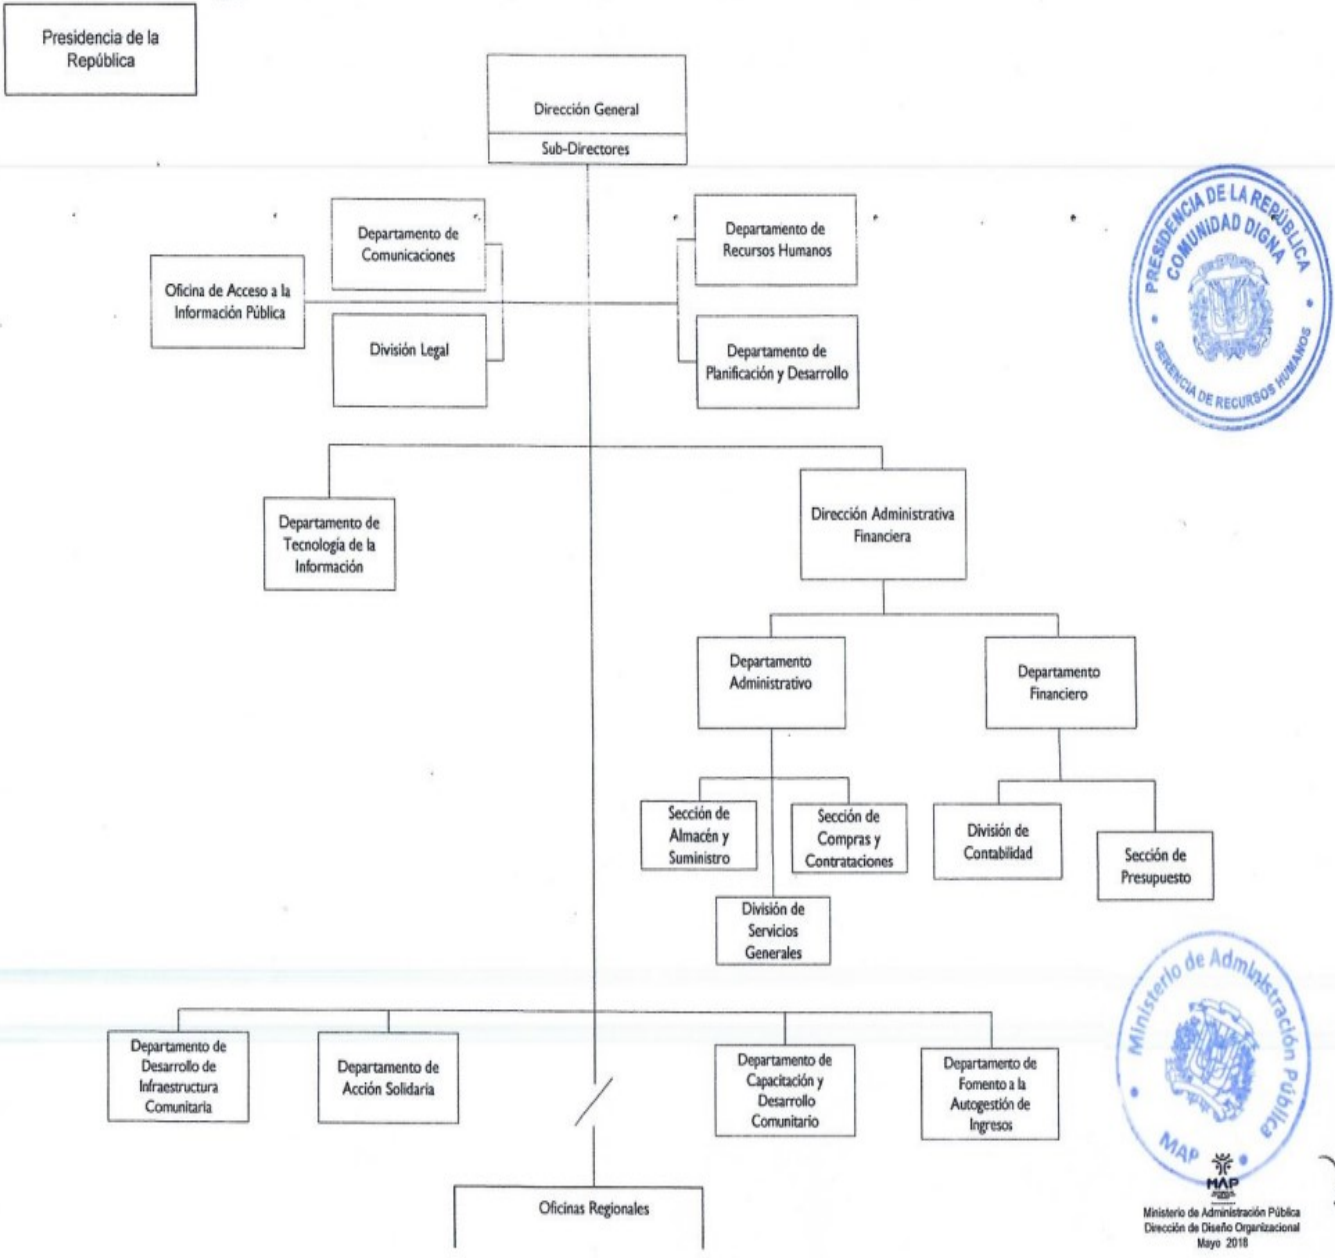 Presidencia de la
República
Dirección General
Sub-Directores
Departamento de
Comunicaciones
Departamento de
Recursos Humanos
Oficina de Acceso a la
Información Pública
División Legal
Departamento de
Planificación y Desarrollo
PRESIDENCIA DE LA REPÚBLICA
COMUNIDAD DIGNA
GERENCIA DE RECURSOS HUMANOS
Departamento de
Tecnología de la
Información
Dirección Administrativa
Financiera
Departamento
Administrativo
Departamento
Financiero
Sección de
Almacén y
Suministro
Sección de
Compras y
Contrataciones
División de
Contabilidad
Sección de
Presupuesto
División de
Servicios
Generales
Departamento de
Desarrollo de
Infraestructura
Comunitaria
Departamento de
Acción Solidaria
Departamento de
Capacitación y
Desarrollo
Comunitario
Departamento de
Fomento a la
Autogestión de
Ingresos
Oficinas Regionales
Ministerio de Administración Pública
MAP
MAP
Ministerio de Administración Pública
Dirección de Diseño Organizacional
Mayo 2018